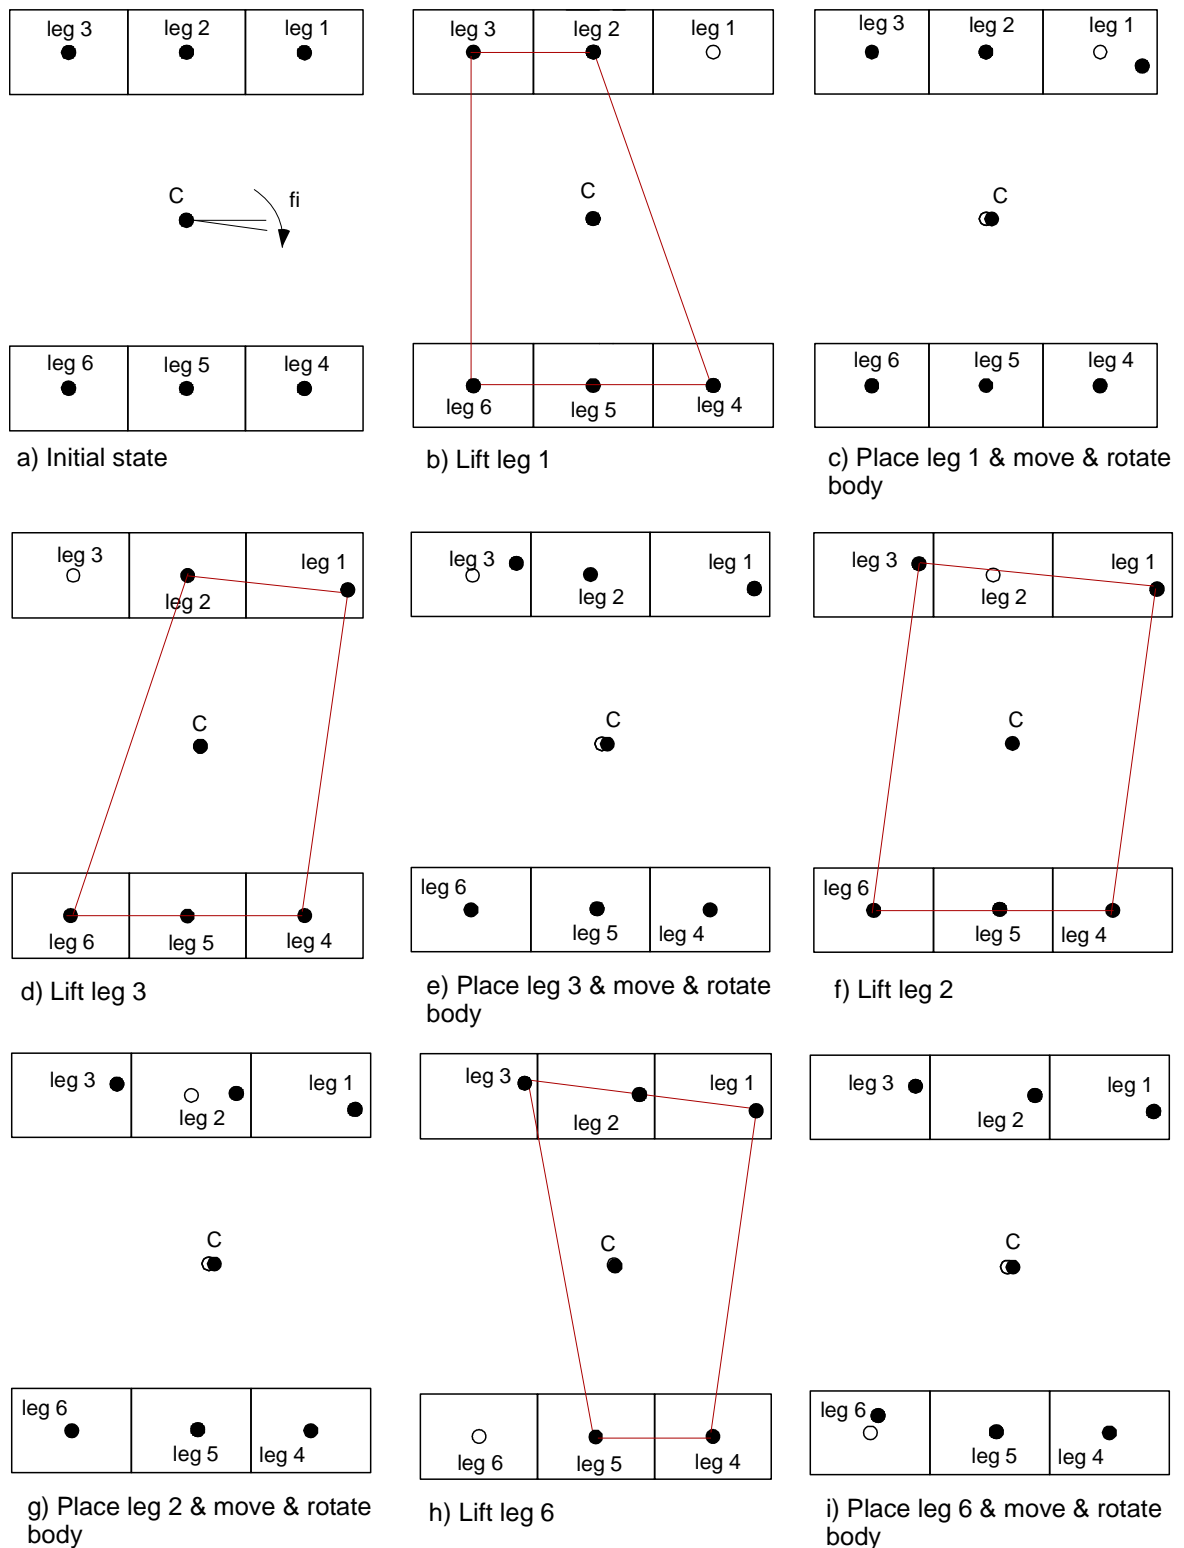 leg 3
leg 2
leg 1
C
fi
leg 6
leg 5
leg 4
a) Initial state
leg 3
leg 2
leg 1
C
leg 6
leg 5
leg 4
b) Lift leg 1
leg 3
leg 2
leg 1
C
leg 6
leg 5
leg 4
c) Place leg 1 & move & rotate
body
leg 3
leg 2
leg 1
C
leg 6
leg 5
leg 4
d) Lift leg 3
leg 3
leg 2
leg 1
C
leg 6
leg 5
leg 4
e) Place leg 3 & move & rotate
body
leg 3
leg 2
leg 1
C
leg 6
leg 5
leg 4
f) Lift leg 2
leg 3
leg 2
leg 1
C
leg 6
leg 5
leg 4
g) Place leg 2 & move & rotate
body
leg 3
leg 2
leg 1
C
leg 6
leg 5
leg 4
h) Lift leg 6
leg 3
leg 2
leg 1
C
leg 6
leg 5
leg 4
i) Place leg 6 & move & rotate
body